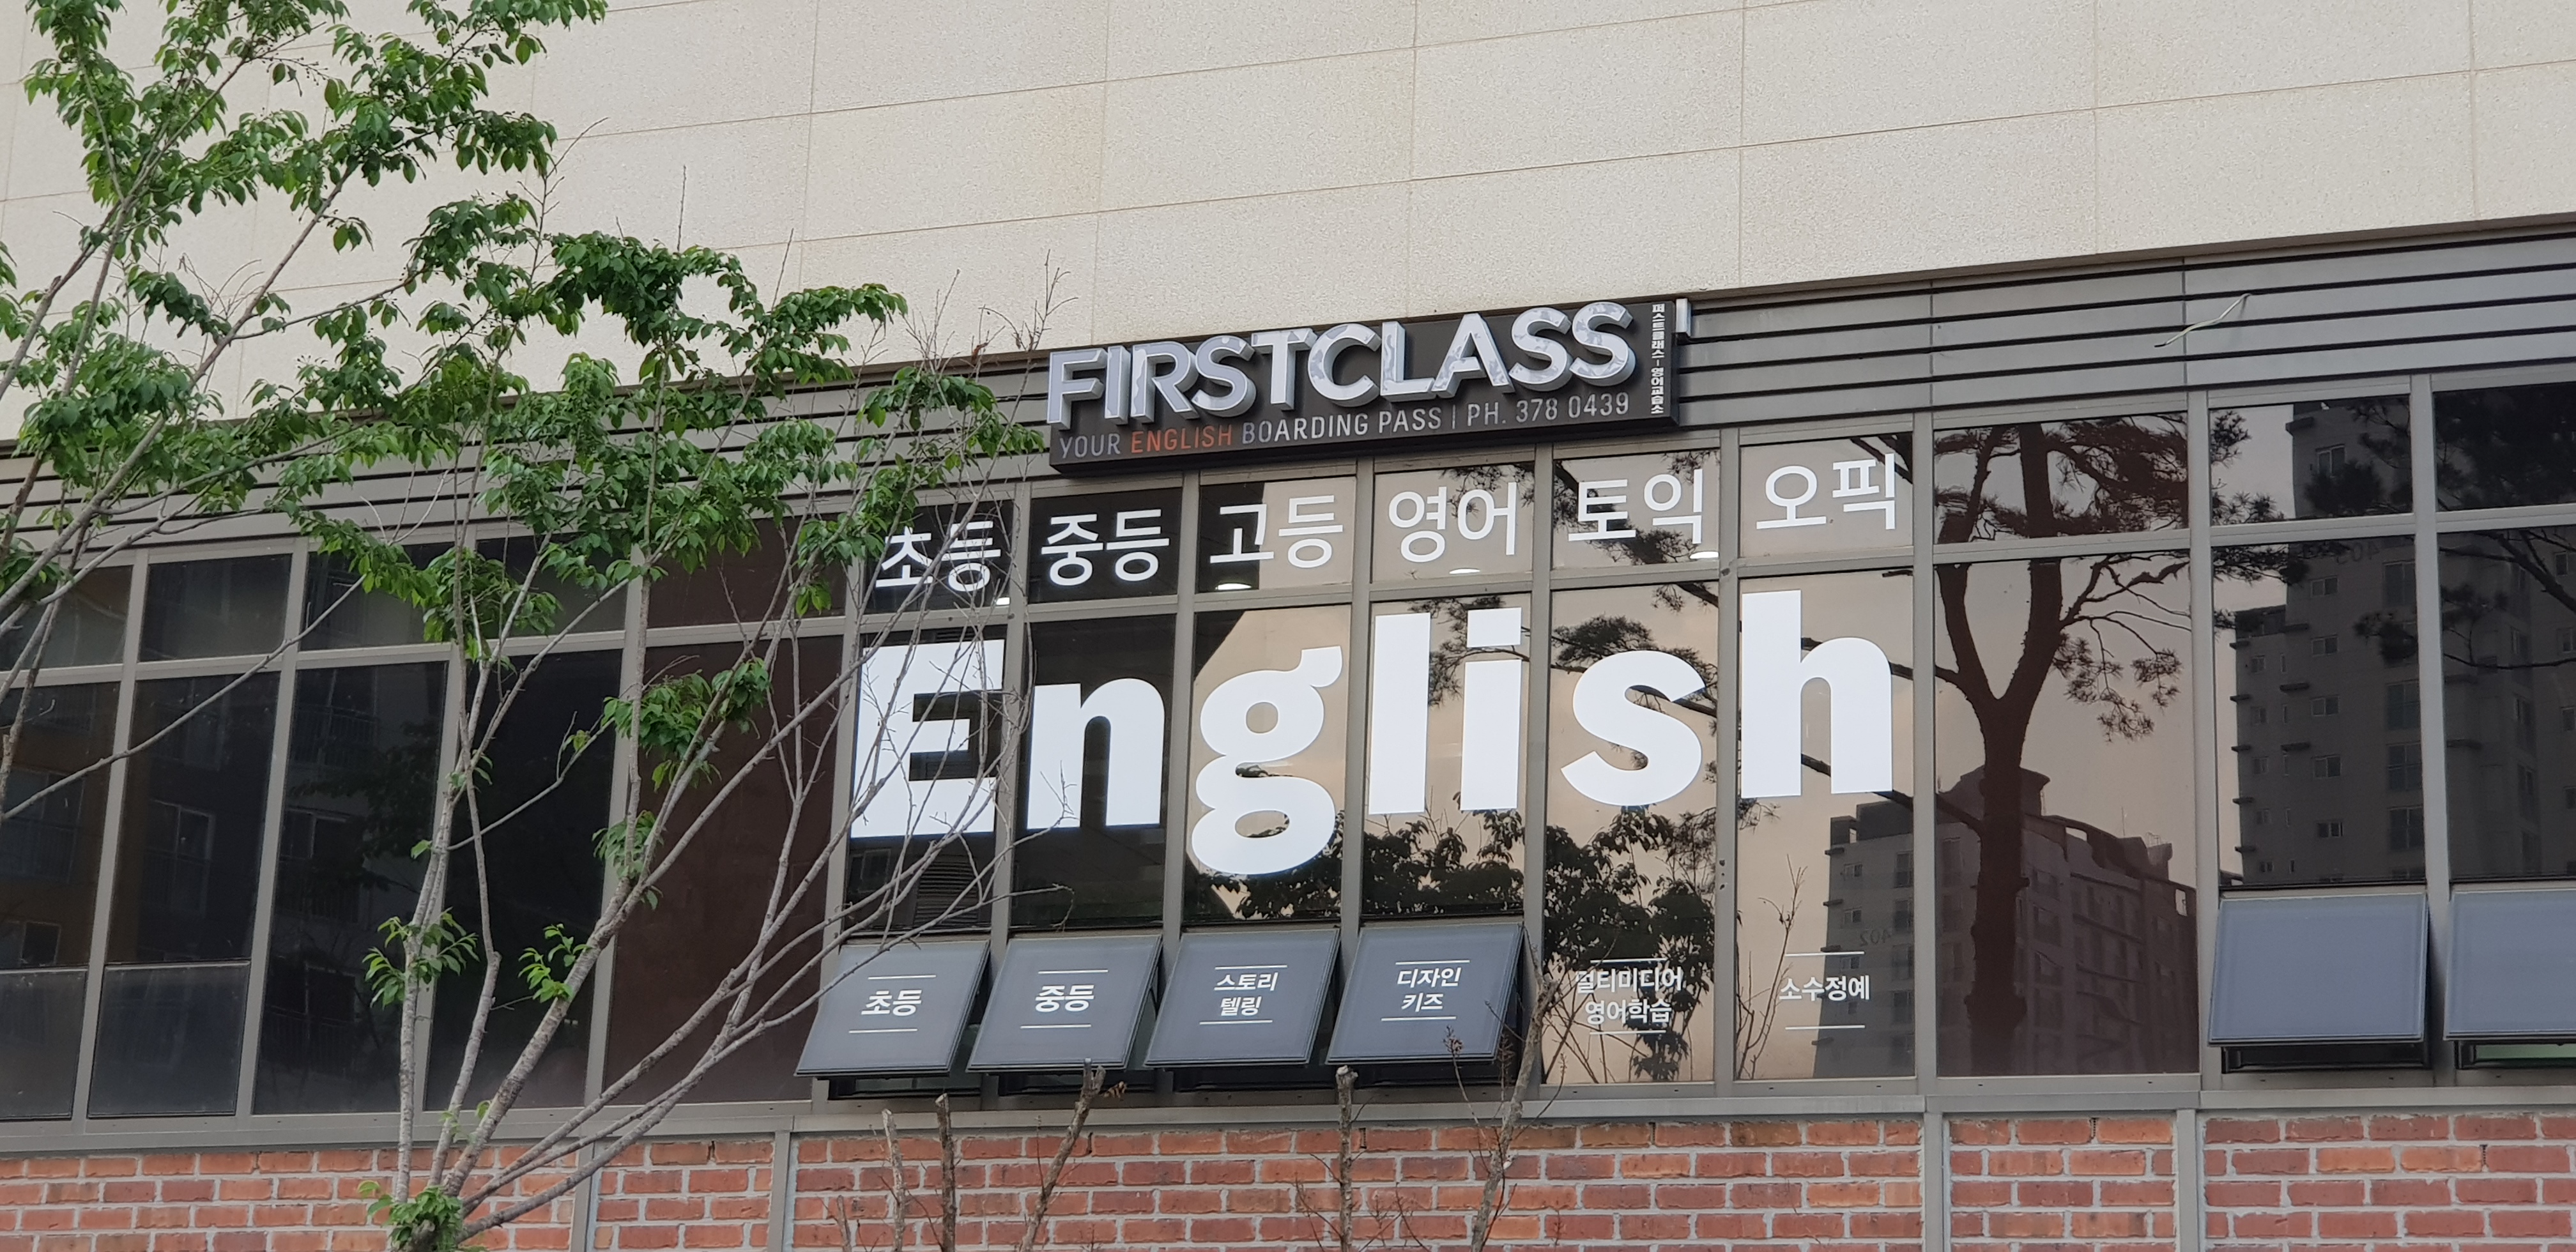 FIRSTCLASS
YOUR ENGLISH BOARDING PASS | PH. 378 0439
퍼스트클래스-영어교습소
초등 중등 고등 영어 토익 오픽
English
초등
중등
스토리
텔링
디자인
키즈
멀티미디어
영어학습
소수정예
402